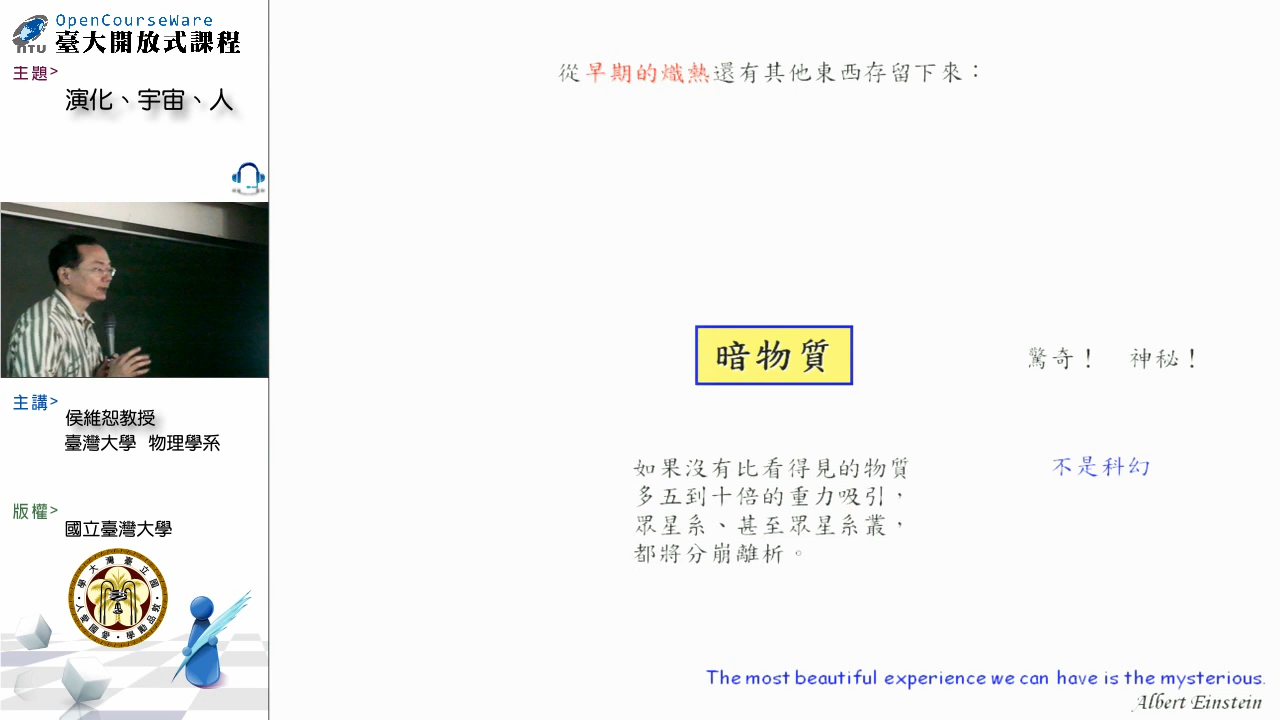 OpenCourseWare
NTU
臺大開放式課程
主題>
演化、宇宙、人
主講>
侯維恕教授
臺灣大學 物理學系
版權>
國立臺灣大學
從早期的熾熱還有其他東西存留下來：
暗物質
驚奇！ 神秘！
如果沒有比看得見的物質
多五到十倍的重力吸引，
眾星系、甚至眾星系叢，
都將分崩離析。
不是科幻
The most beautiful experience we can have is the mysterious.
Albert Einstein